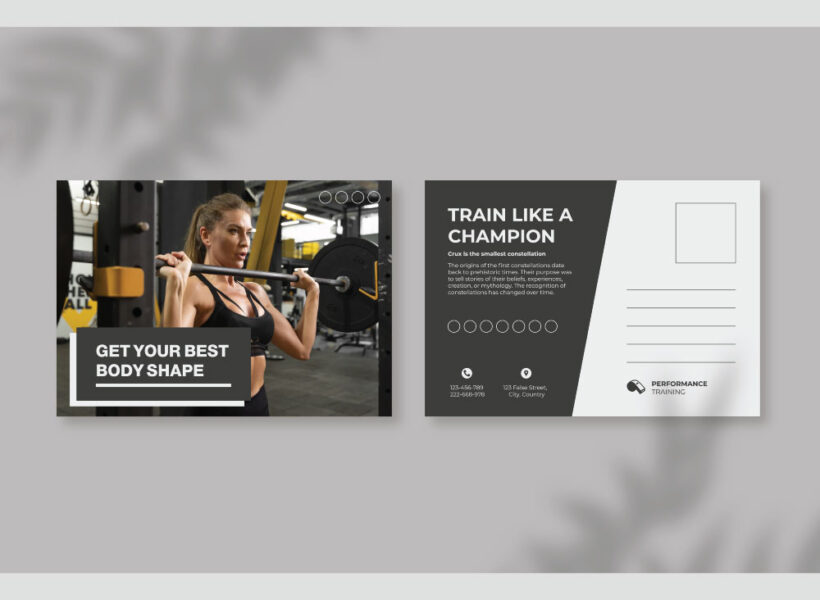 GET YOUR BEST
BODY SHAPE
TRAIN LIKE A
CHAMPION
Crux is the smallest constellation
The origins of the first constellations date
back to prehistoric times. Their purpose was
to tell stories of their beliefs, experiences,
creation, or mythology. The recognition of
constellations has changed over time.
123-456-789
222-668-978
123 False Street,
City, Country
PERFORMANCE
TRAINING